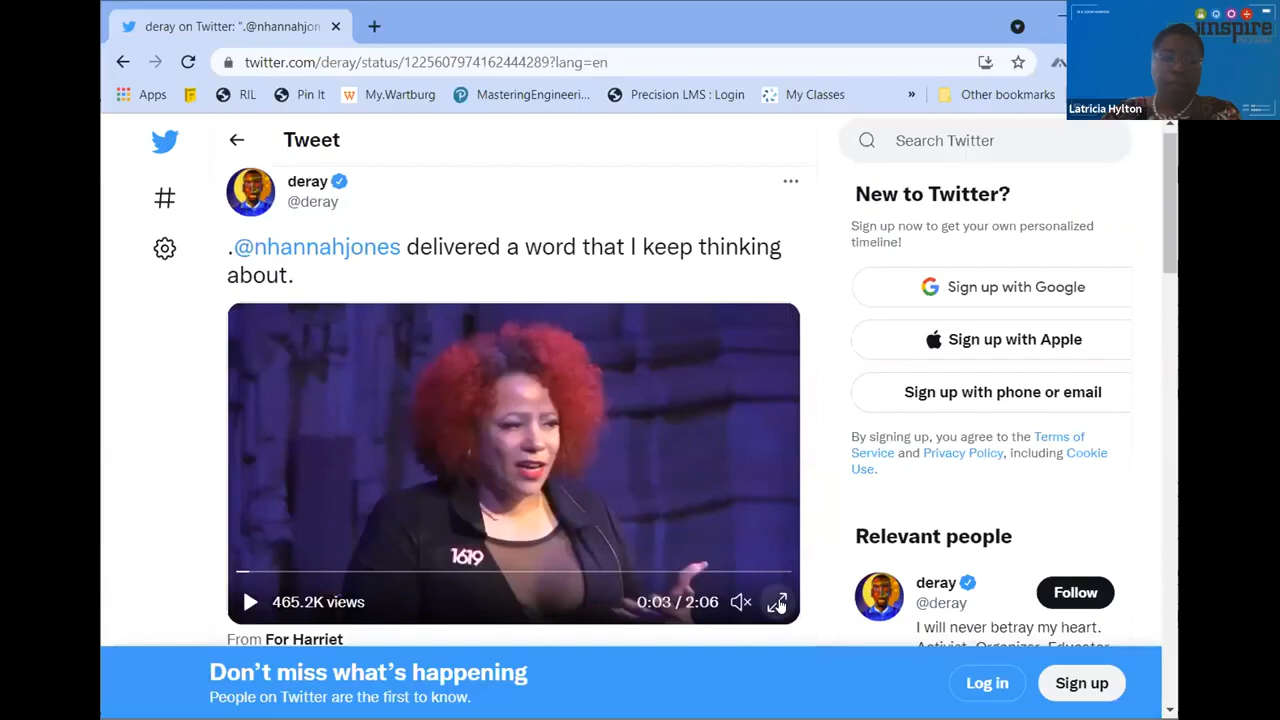 deray on Twitter: ".@nhannahjon
twitter.com/deray/status/1225607974162444289?lang=en
Apps
RIL
Pin It
My.Wartburg
MasteringEngineeri...
Precision LMS : Login
My Classes
»
Other bookmarks
inspire
Latricia Hylton
Tweet
Search Twitter
deray
@deray
.@nhannahjones delivered a word that I keep thinking
about.
1619
465.2K views
0:03 / 2:06
From For Harriet
New to Twitter?
Sign up now to get your own personalized
timeline!
Sign up with Google
Sign up with Apple
Sign up with phone or email
By signing up, you agree to the Terms of
Service and Privacy Policy, including Cookie
Use.
Relevant people
deray
@deray
Follow
I will never betray my heart.
Activist. Organizer. Educator
Don't miss what's happening
People on Twitter are the first to know.
Log in
Sign up